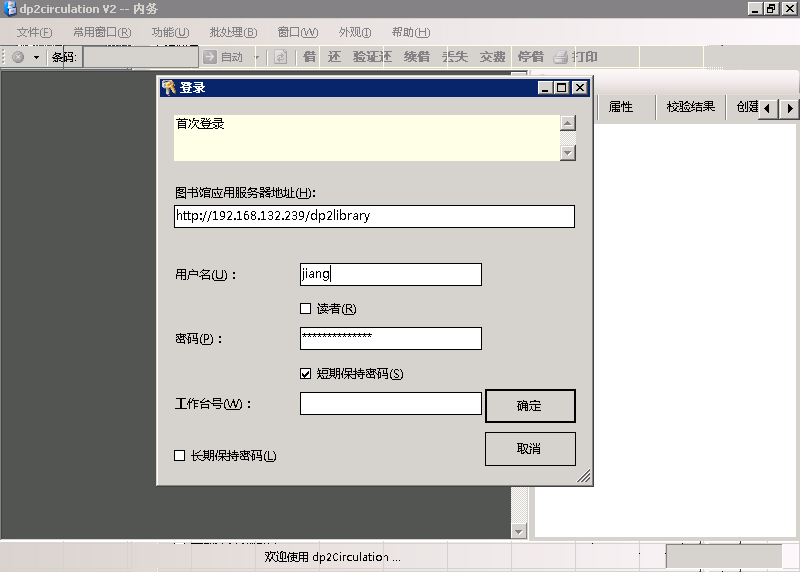 dp2circulation V2 -- 内务
文件(F) 常用窗口(R) 功能(U) 批处理(B) 窗口(W) 外观(I) 帮助(H)
条码: 自动 借 还 验证还 续借 丢失 交费 停借 打印
登录
属性 校验结果 创建
首次登录
图书馆应用服务器地址(H):
http://192.168.132.239/dp2library
用户名(U)： jiang
读者(R)
密码(P)： **************
短期保持密码(S)
工作台号(W)： 确定
取消
长期保持密码(L)
欢迎使用 dp2Circulation ...